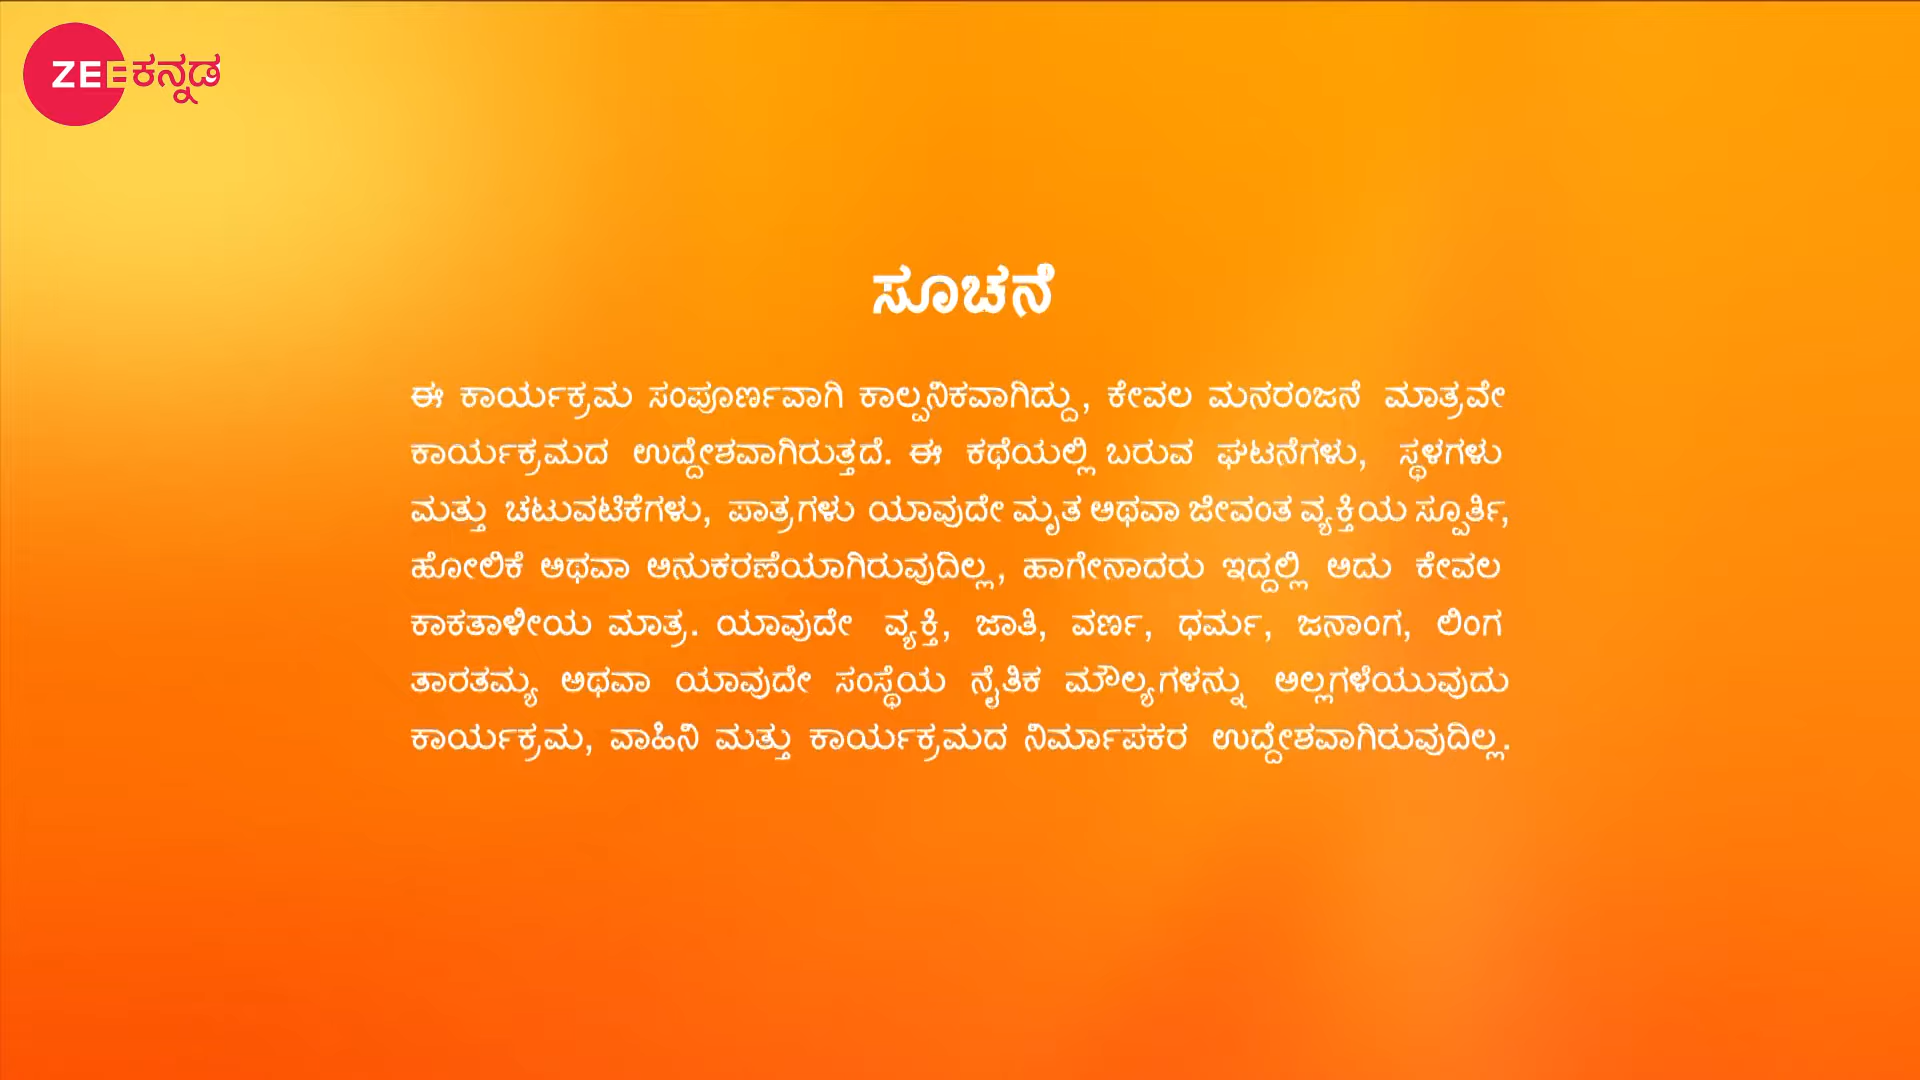 ZEE ಕನ್ನಡ
ಸೂಚನೆ
ಈ ಕಾರ್ಯಕ್ರಮ ಸಂಪೂರ್ಣವಾಗಿ ಕಾಲ್ಪನಿಕವಾಗಿದ್ದು, ಕೇವಲ ಮನರಂಜನೆ ಮಾತ್ರವೇ
ಕಾರ್ಯಕ್ರಮದ ಉದ್ದೇಶವಾಗಿರುತ್ತದೆ. ಈ ಕಥೆಯಲ್ಲಿ ಬರುವ ಘಟನೆಗಳು, ಸ್ಥಳಗಳು
ಮತ್ತು ಚಟುವಟಿಕೆಗಳು, ಪಾತ್ರಗಳು ಯಾವುದೇ ಮೃತ ಅಥವಾ ಜೀವಂತ ವ್ಯಕ್ತಿಯ ಸ್ಪೂರ್ತಿ,
ಹೋಲಿಕೆ ಅಥವಾ ಅನುಕರಣೆಯಾಗಿರುವುದಿಲ್ಲ, ಹಾಗೇನಾದರು ಇದ್ದಲ್ಲಿ ಅದು ಕೇವಲ
ಕಾಕತಾಳೀಯ ಮಾತ್ರ. ಯಾವುದೇ ವ್ಯಕ್ತಿ, ಜಾತಿ, ವರ್ಣ, ಧರ್ಮ, ಜನಾಂಗ, ಲಿಂಗ
ತಾರತಮ್ಯ ಅಥವಾ ಯಾವುದೇ ಸಂಸ್ಥೆಯ ನೈತಿಕ ಮೌಲ್ಯಗಳನ್ನು ಅಲ್ಲಗಳೆಯುವುದು
ಕಾರ್ಯಕ್ರಮ, ವಾಹಿನಿ ಮತ್ತು ಕಾರ್ಯಕ್ರಮದ ನಿರ್ಮಾಪಕರ ಉದ್ದೇಶವಾಗಿರುವುದಿಲ್ಲ.